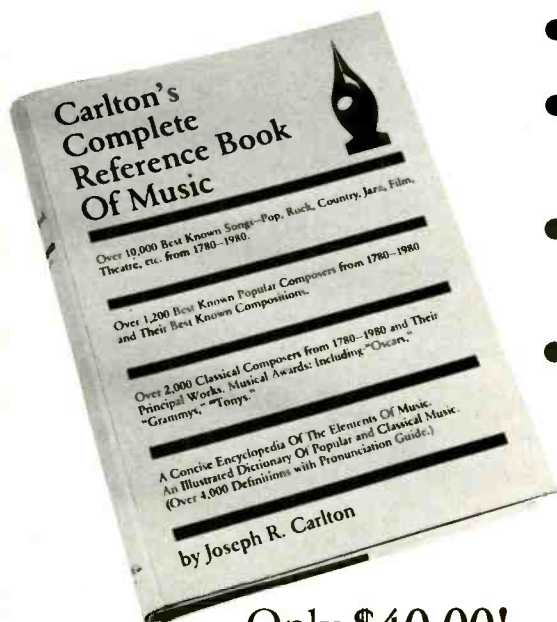 Carlton's
Complete
Reference Book
Of Music
Over 10,000 Best Known Songs—Pop, Rock, Country, Jazz, Film,
Theatre, etc. from 1780–1980.
Over 1,200 Best Known Popular Composers from 1780–1980
and Their Best Known Compositions.
Over 2,000 Classical Composers from 1780–1980 and Their
Principal Works, Musical Awards: Including "Oscars,"
"Grammys," "Tonys."
A Concise Encyclopedia Of The Elements Of Music.
An Illustrated Dictionary Of Popular and Classical Music.
(Over 4,000 Definitions with Pronunciation Guide.)
by Joseph R. Carlton
Only $40.00!